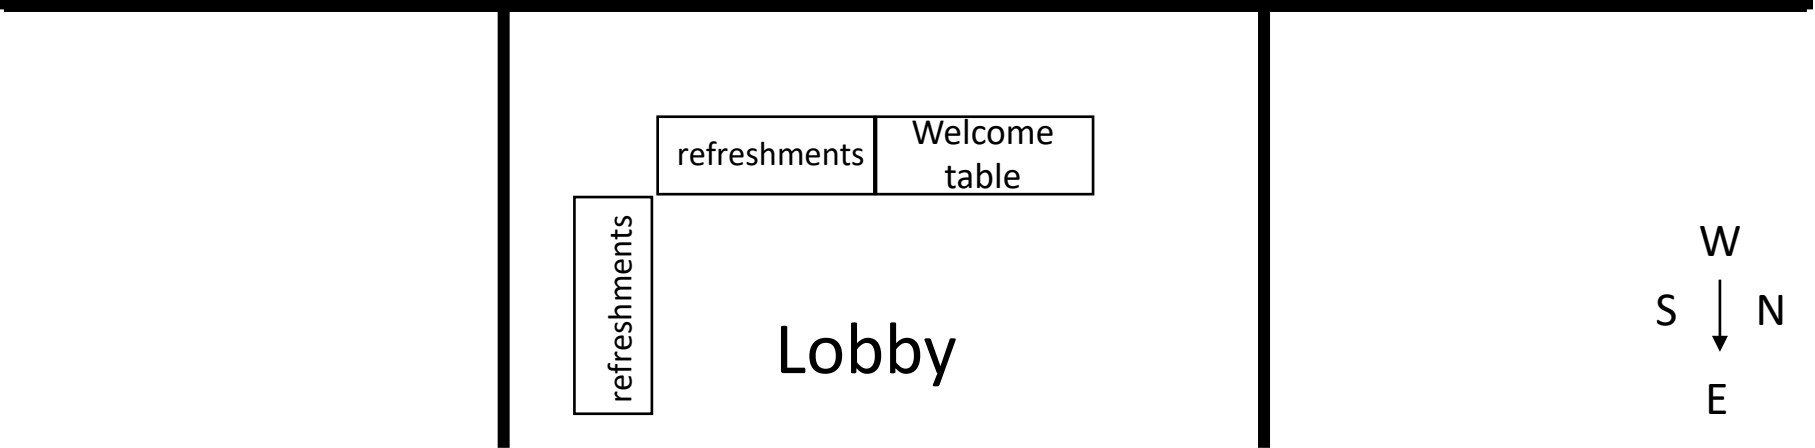 refreshments
Welcome
table
refreshments
Lobby
W
S
N
E